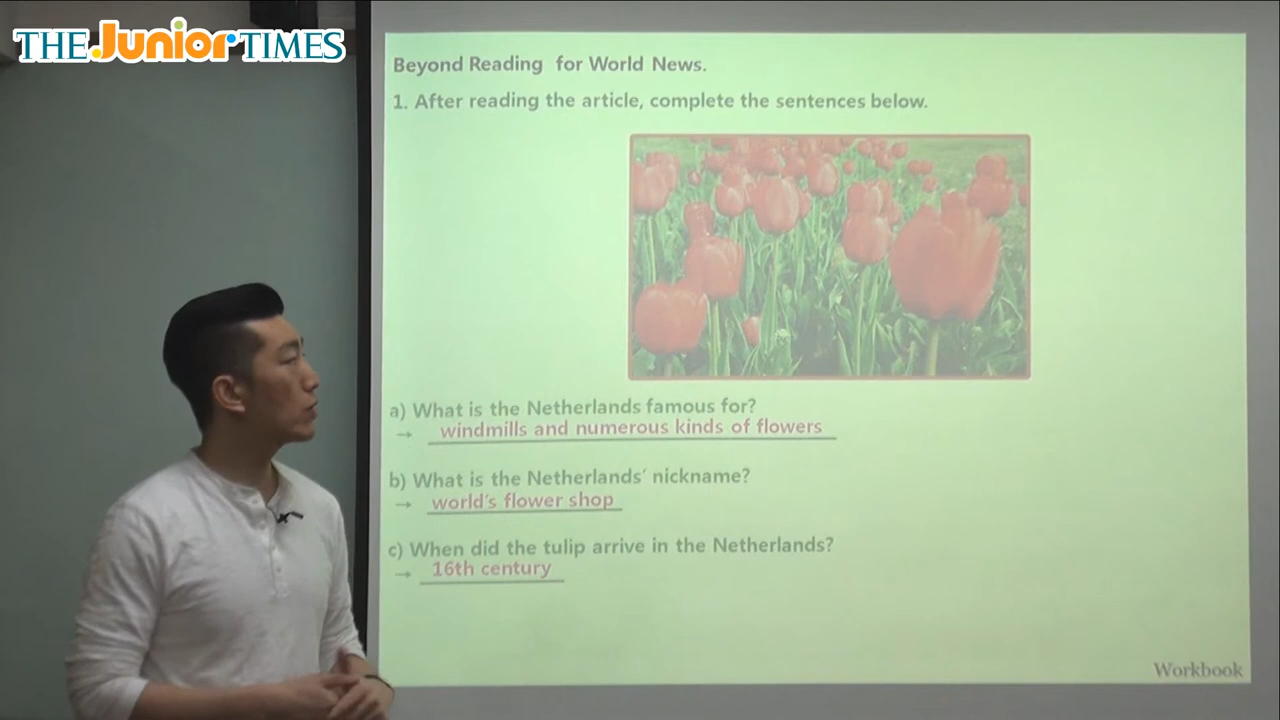 THE Junior TIMES
Beyond Reading for World News.
1. After reading the article, complete the sentences below.
a) What is the Netherlands famous for?
→ windmills and numerous kinds of flowers
b) What is the Netherlands' nickname?
→ world's flower shop
c) When did the tulip arrive in the Netherlands?
→ 16th century
Workbook